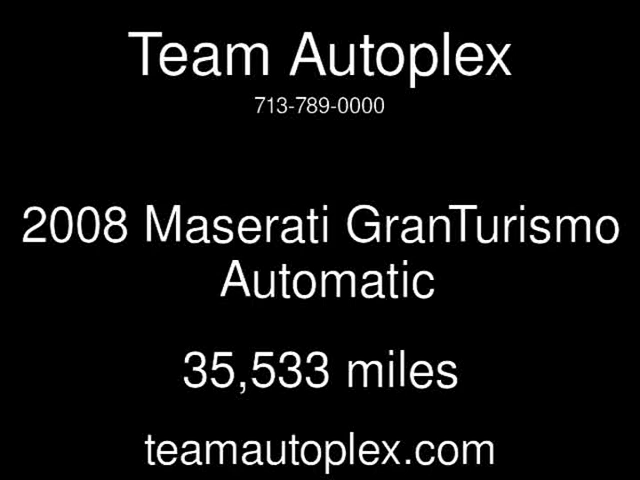 Team Autoplex
713-789-0000
2008 Maserati GranTurismo
Automatic
35,533 miles
teamautoplex.com